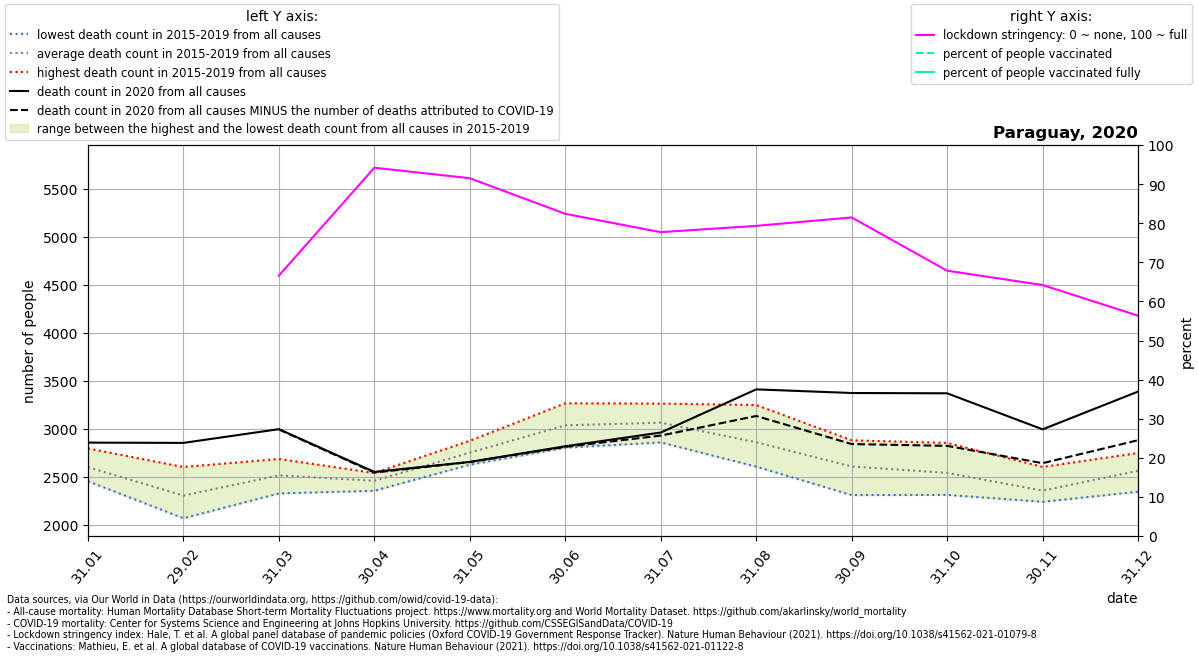 left Y axis:
lowest death count in 2015-2019 from all causes
average death count in 2015-2019 from all causes
highest death count in 2015-2019 from all causes
death count in 2020 from all causes
death count in 2020 from all causes MINUS the number of deaths attributed to COVID-19
range between the highest and the lowest death count from all causes in 2015-2019
right Y axis:
lockdown stringency: 0 ~ none, 100 ~ full
percent of people vaccinated
percent of people vaccinated fully
Paraguay, 2020
number of people
5500
5000
4500
4000
3500
3000
2500
2000
100
90
80
70
60
50
40
30
20
10
0
percent
31.01
29.02
31.03
30.04
31.05
30.06
31.07
31.08
30.09
31.10
30.11
31.12
date
Data sources, via Our World in Data (https://ourworldindata.org, https://github.com/owid/covid-19-data):
- All-cause mortality: Human Mortality Database Short-term Mortality Fluctuations project. https://www.mortality.org and World Mortality Dataset. https://github.com/akarlinsky/world_mortality
- COVID-19 mortality: Center for Systems Science and Engineering at Johns Hopkins University. https://github.com/CSSEGISandData/COVID-19
- Lockdown stringency index: Hale, T. et al. A global panel database of pandemic policies (Oxford COVID-19 Government Response Tracker). Nature Human Behaviour (2021). https://doi.org/10.1038/s41562-021-01079-8
- Vaccinations: Mathieu, E. et al. A global database of COVID-19 vaccinations. Nature Human Behaviour (2021). https://doi.org/10.1038/s41562-021-01122-8